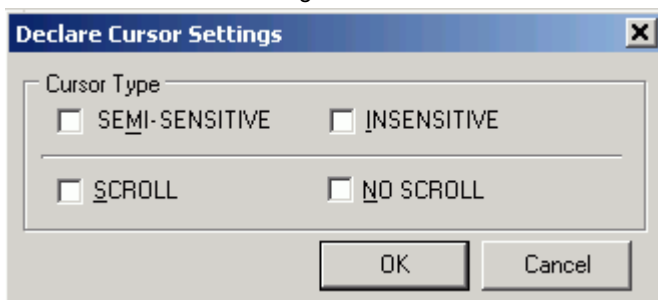 Declare Cursor Settings
Cursor Type
SEMI-SENSITIVE INSENSITIVE
SCROLL NO SCROLL
OK Cancel